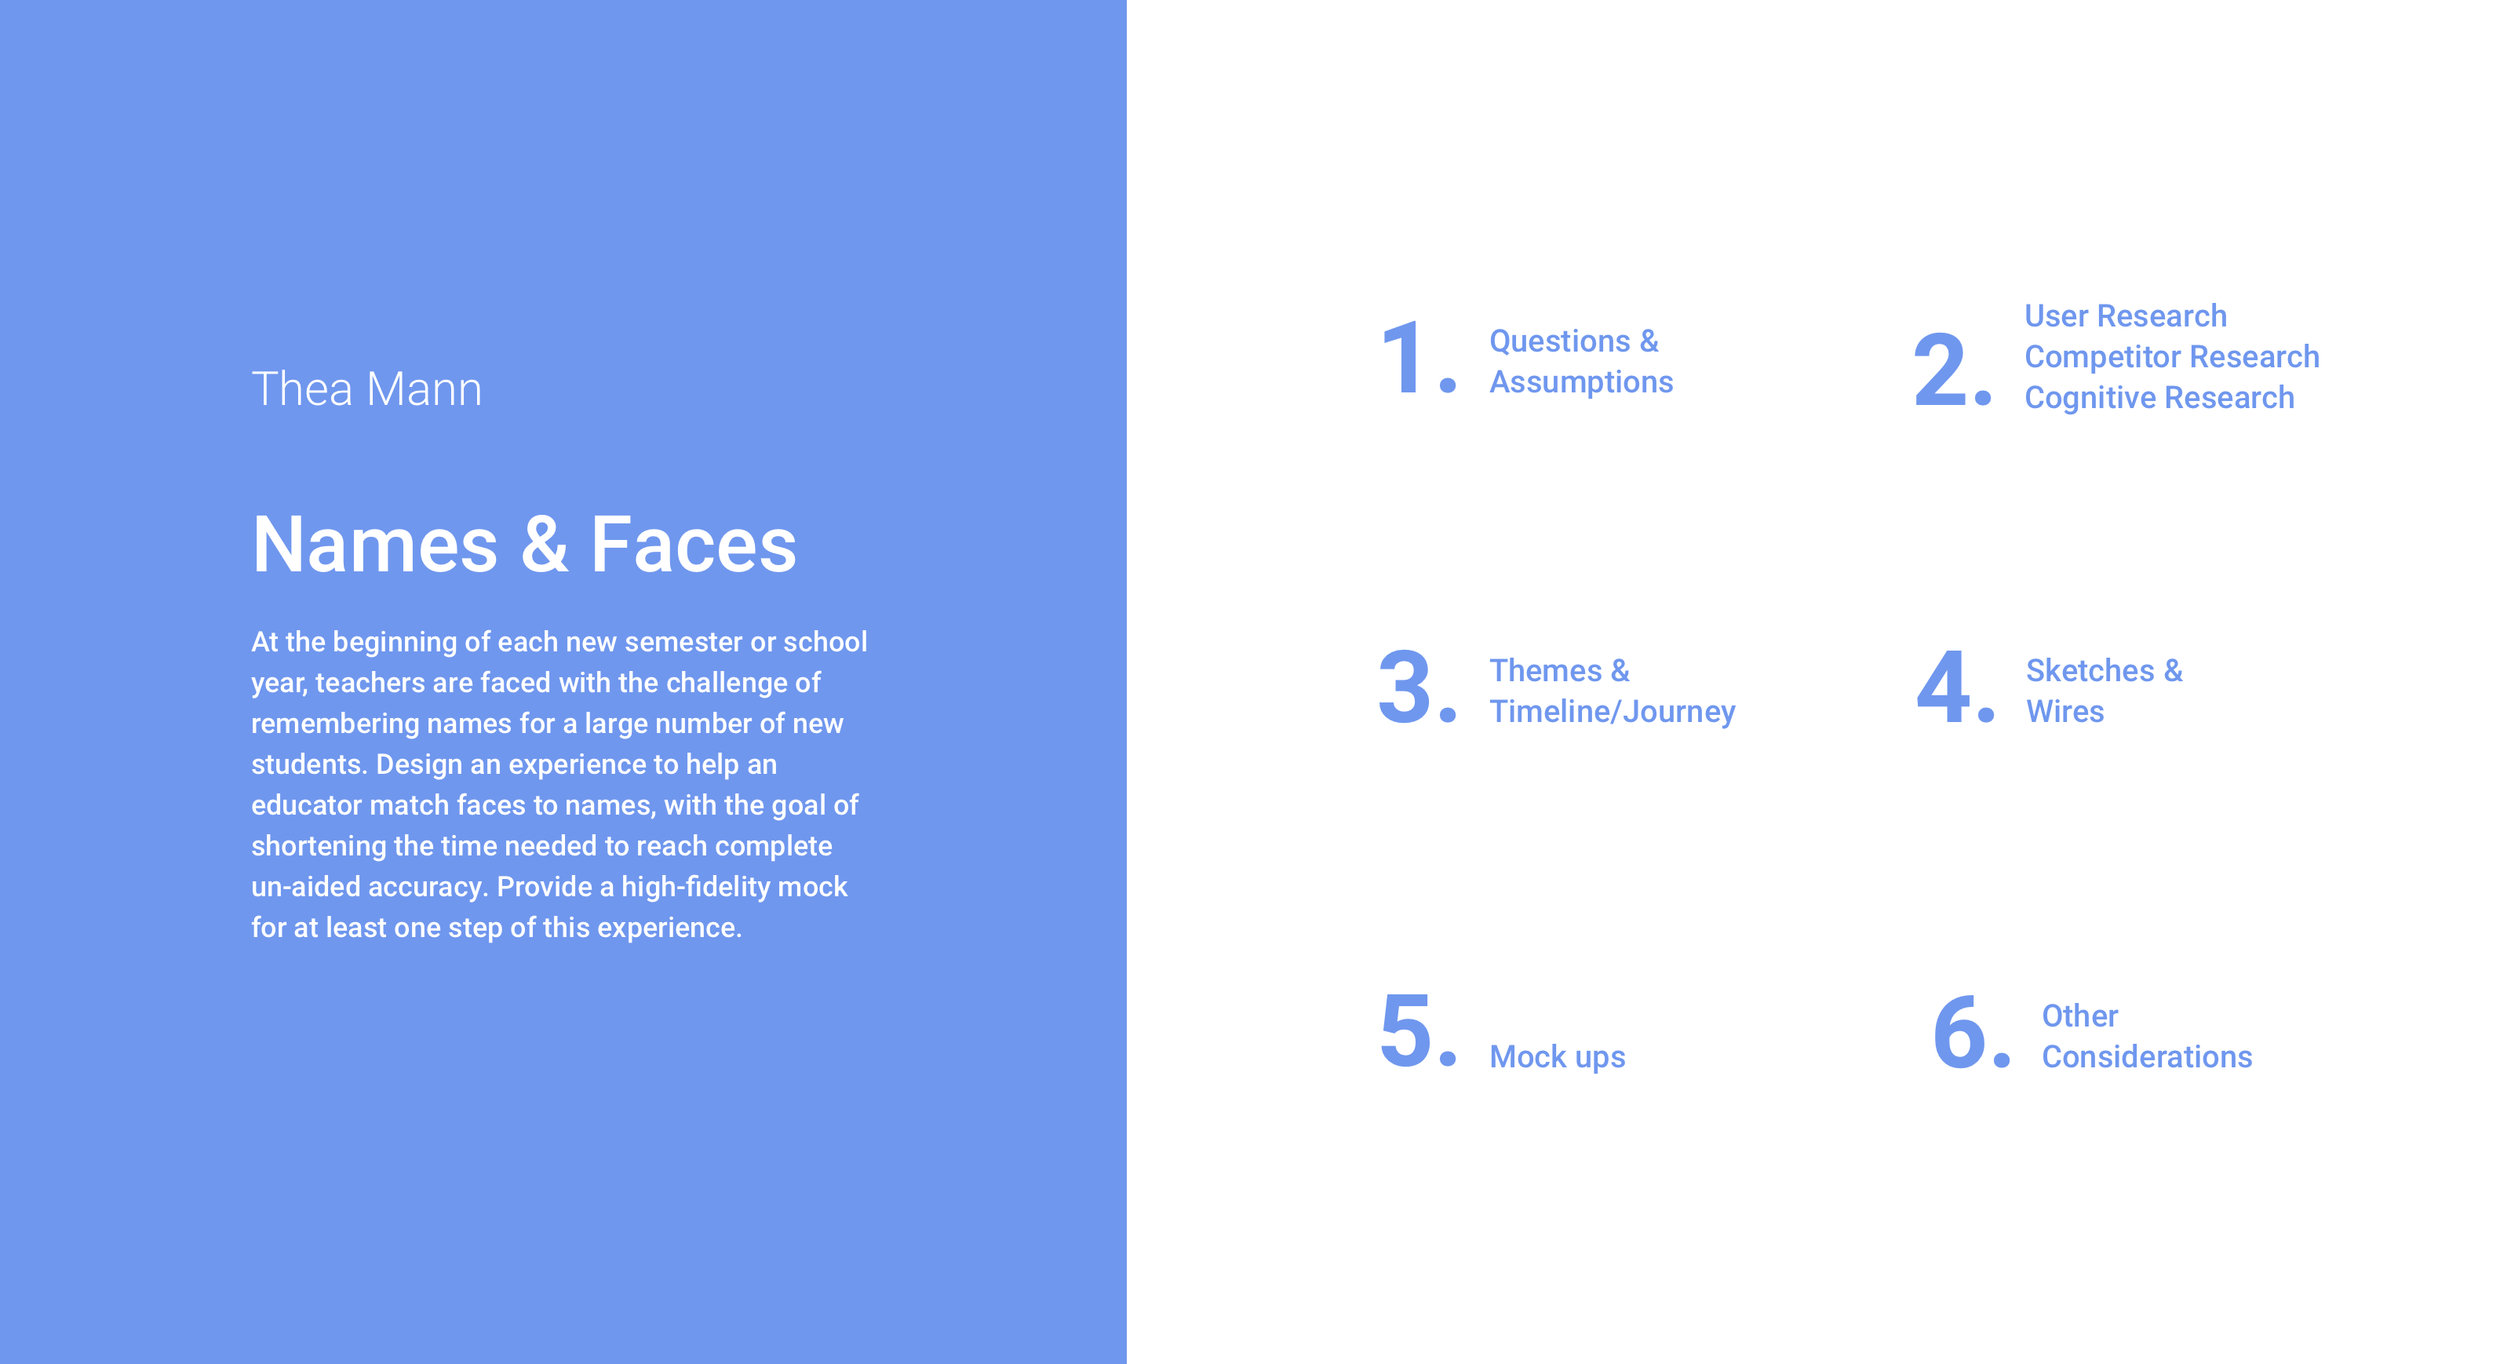 Thea Mann
Names & Faces
At the beginning of each new semester or school
year, teachers are faced with the challenge of
remembering names for a large number of new
students. Design an experience to help an
educator match faces to names, with the goal of
shortening the time needed to reach complete
un-aided accuracy. Provide a high-fidelity mock
for at least one step of this experience.
1.
Questions &
Assumptions
2.
User Research
Competitor Research
Cognitive Research
3.
Themes &
Timeline/Journey
4.
Sketches &
Wires
5.
Mock ups
6.
Other
Considerations